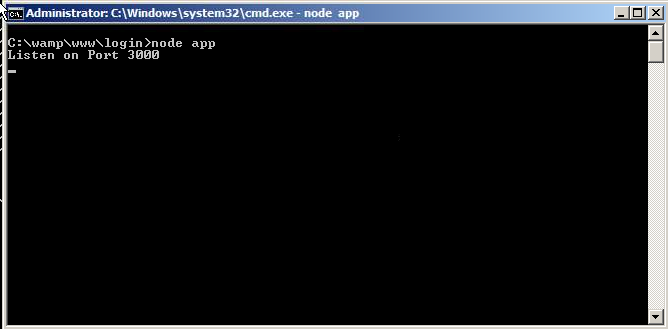 Administrator: C:\Windows\system32\cmd.exe - node app
C:\wamp\www\login>node app
Listen on Port 3000